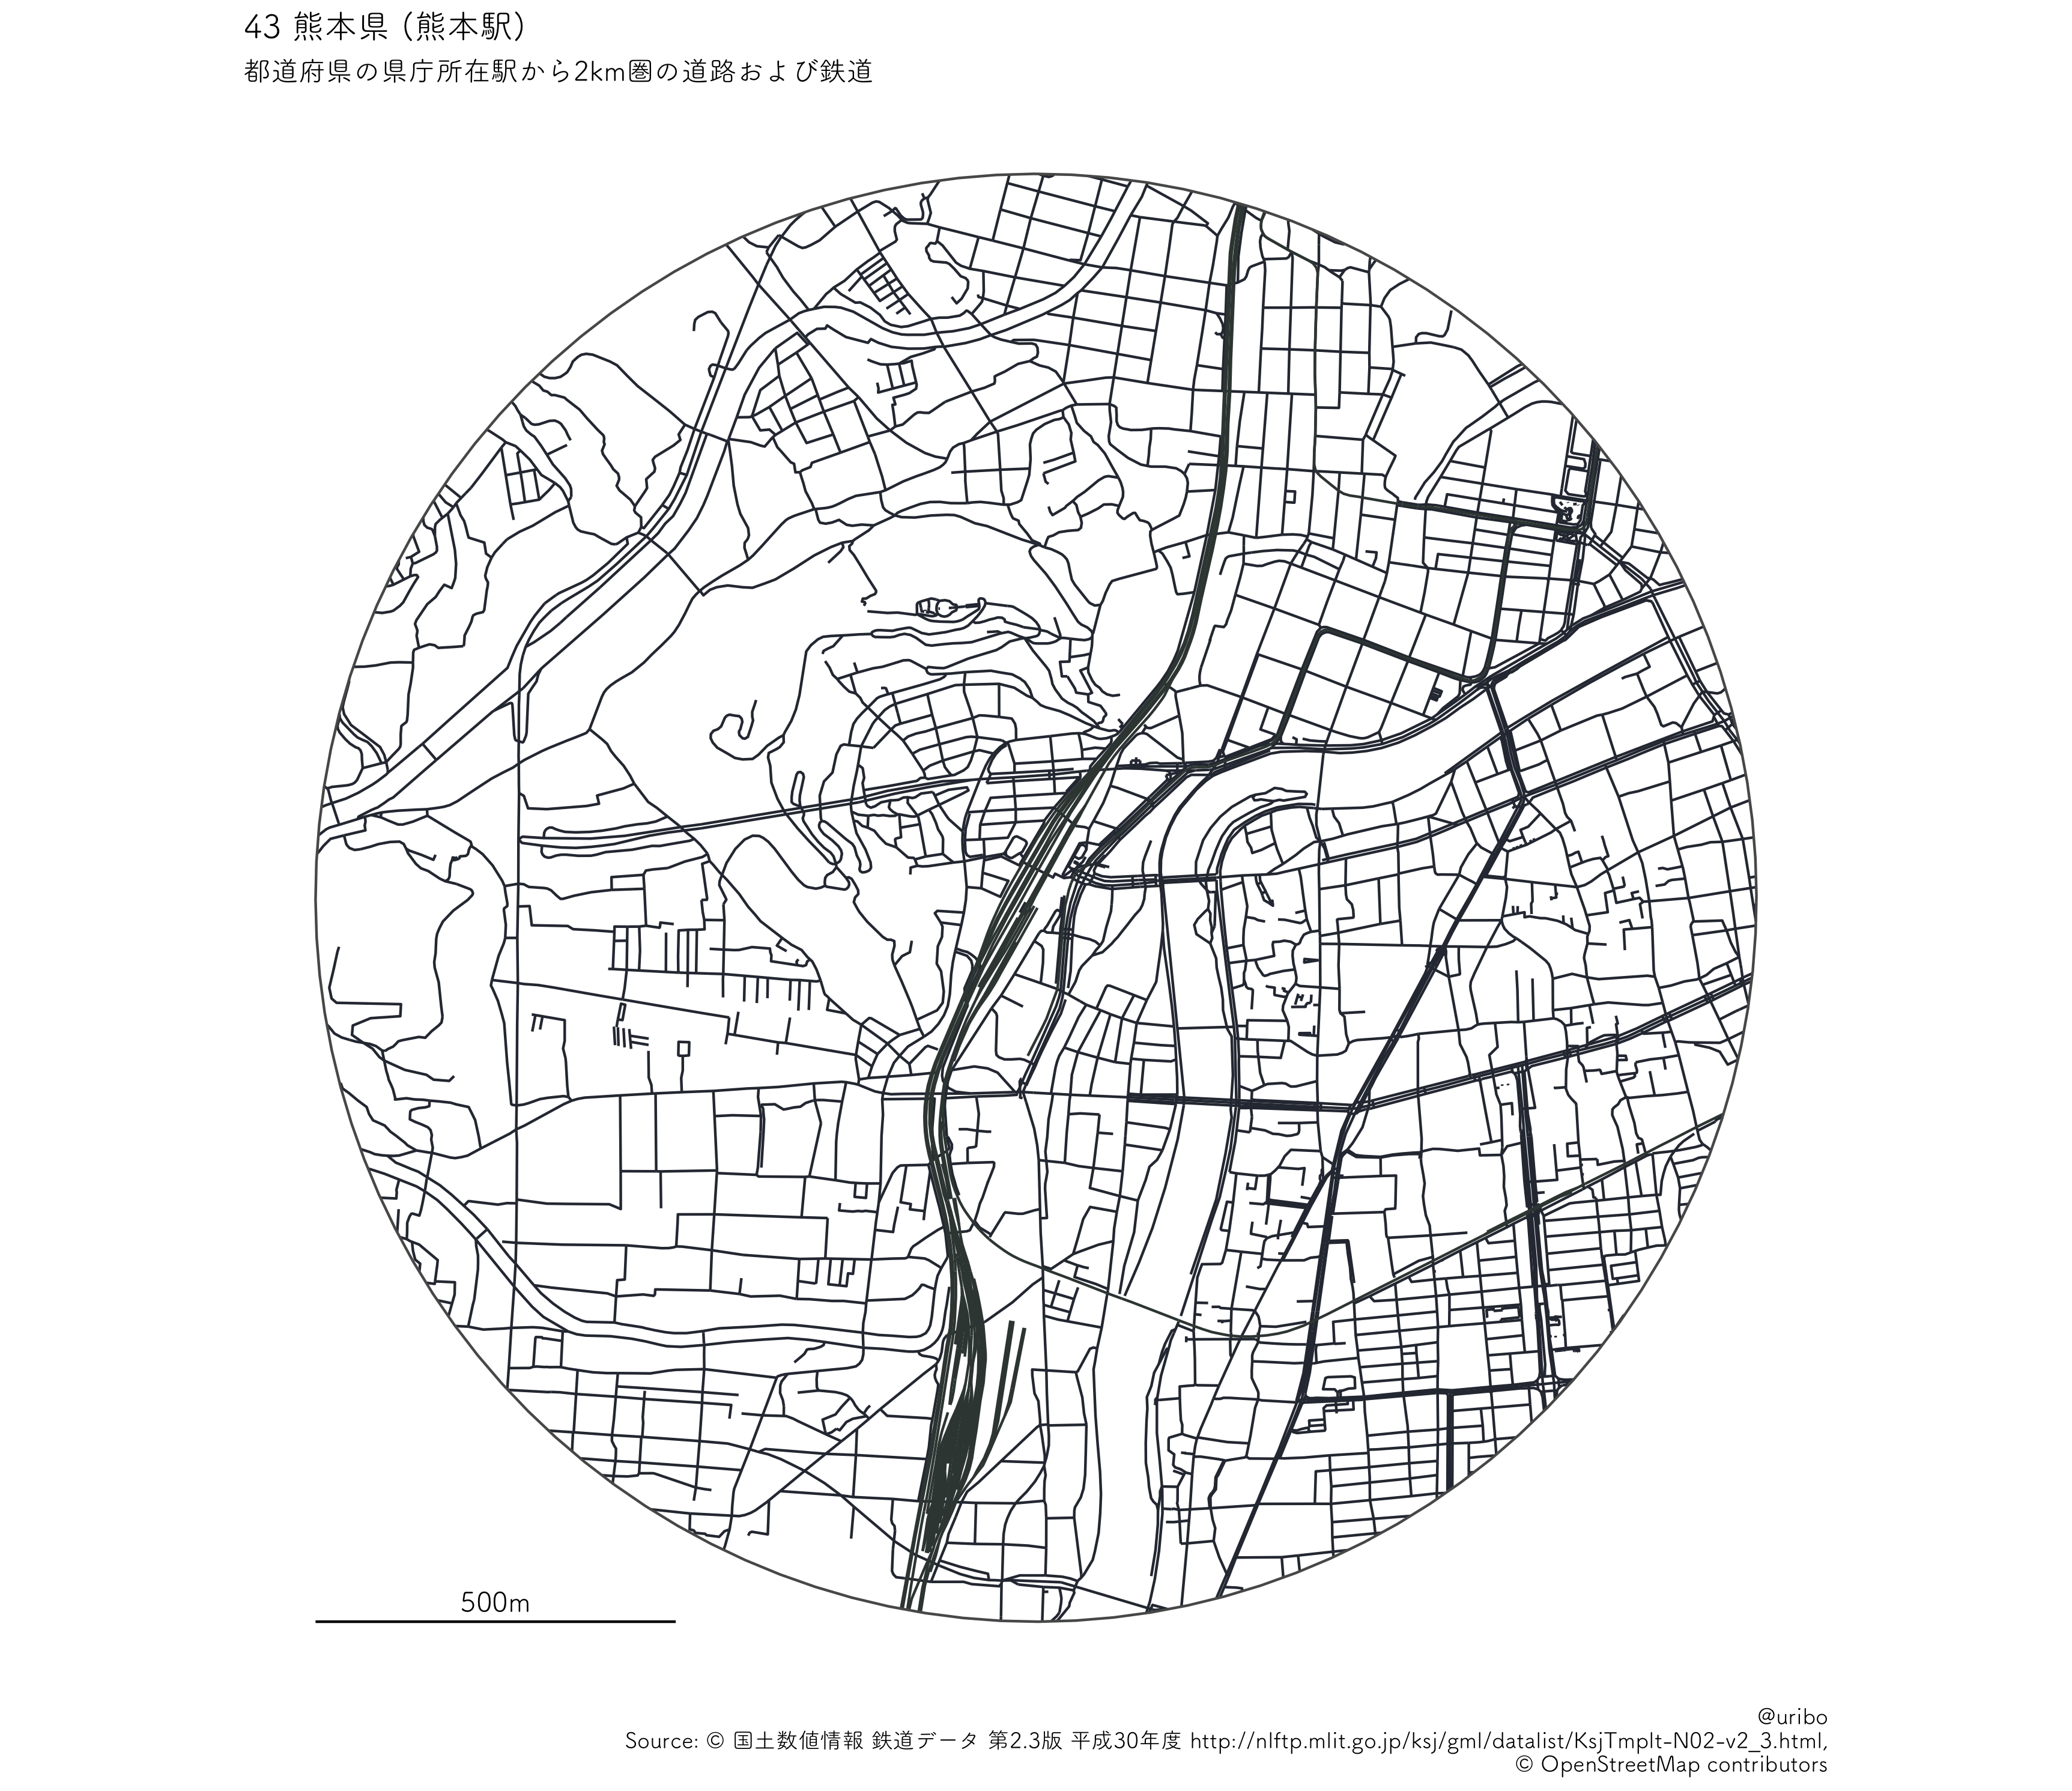 43 熊本県 (熊本駅)
都道府県の県庁所在駅から2km圏の道路および鉄道
500m
@uribo
Source: © 国土数値情報 鉄道データ 第2.3版 平成30年度 http://nlftp.mlit.go.jp/ksj/gml/datalist/KsjTmplt-N02-v2_3.html,
© OpenStreetMap contributors